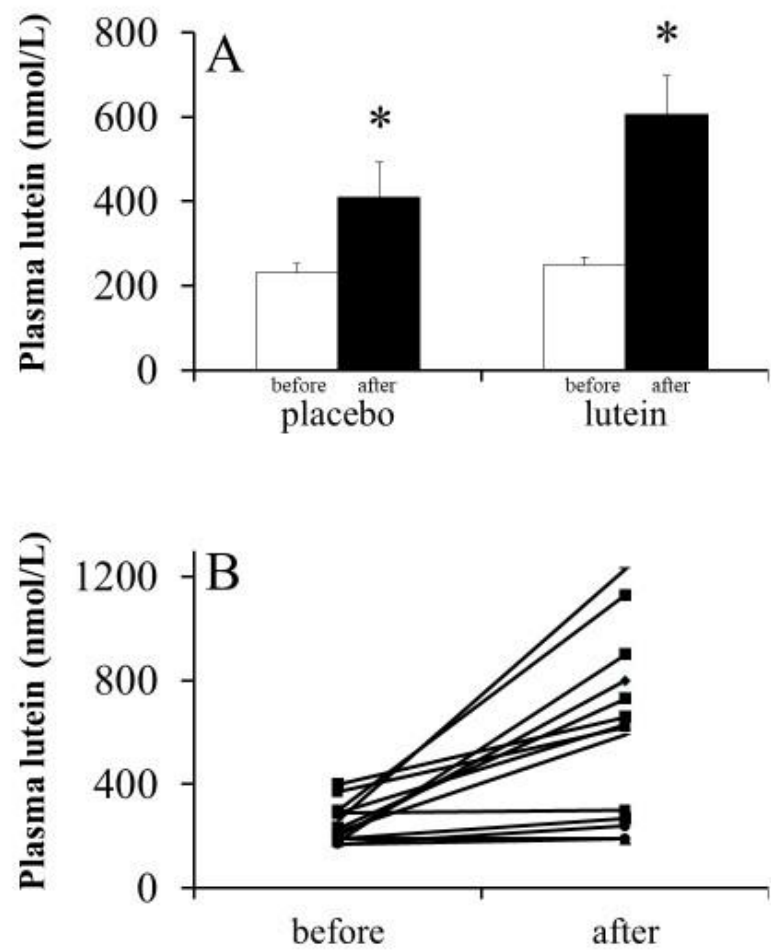 Plasma lutein (nmol/L)
800
600
400
200
0
A
*
*
before after before after
placebo lutein
Plasma lutein (nmol/L)
1200
800
400
0
B
before after